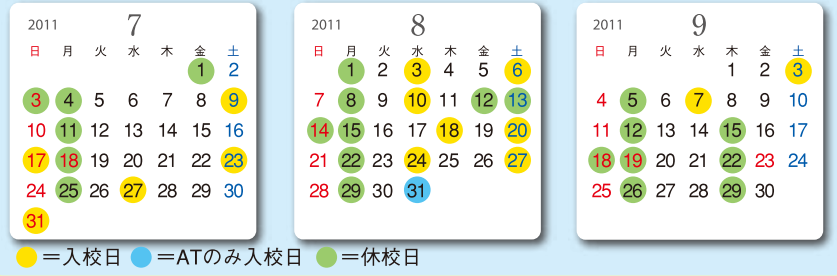 2011 7
日 月 火 水 木 金 土
1 2
3 4 5 6 7 8 9
10 11 12 13 14 15 16
17 18 19 20 21 22 23
24 25 26 27 28 29 30
31
2011 8
日 月 火 水 木 金 土
1 2 3 4 5 6
7 8 9 10 11 12 13
14 15 16 17 18 19 20
21 22 23 24 25 26 27
28 29 30 31
2011 9
日 月 火 水 木 金 土
1 2 3
4 5 6 7 8 9 10
11 12 13 14 15 16 17
18 19 20 21 22 23 24
25 26 27 28 29 30
＝入校日 ＝ATのみ入校日 ＝休校日